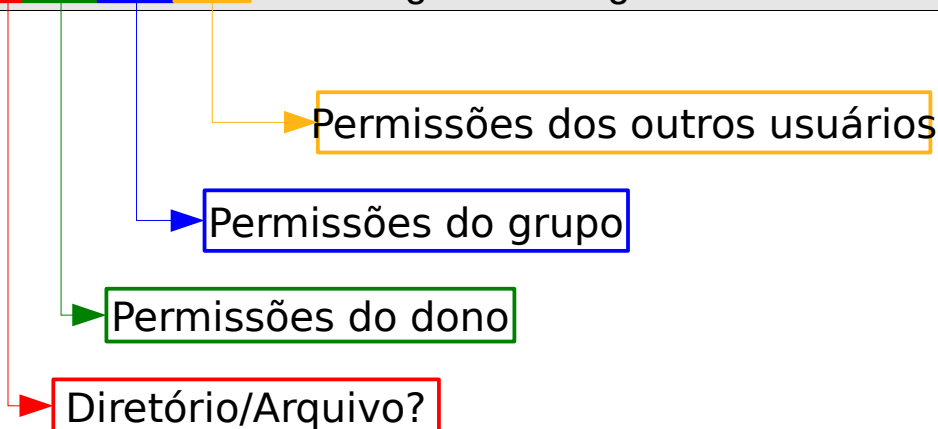 Permissões dos outros usuários
Permissões do grupo
Permissões do dono
Diretório/Arquivo?